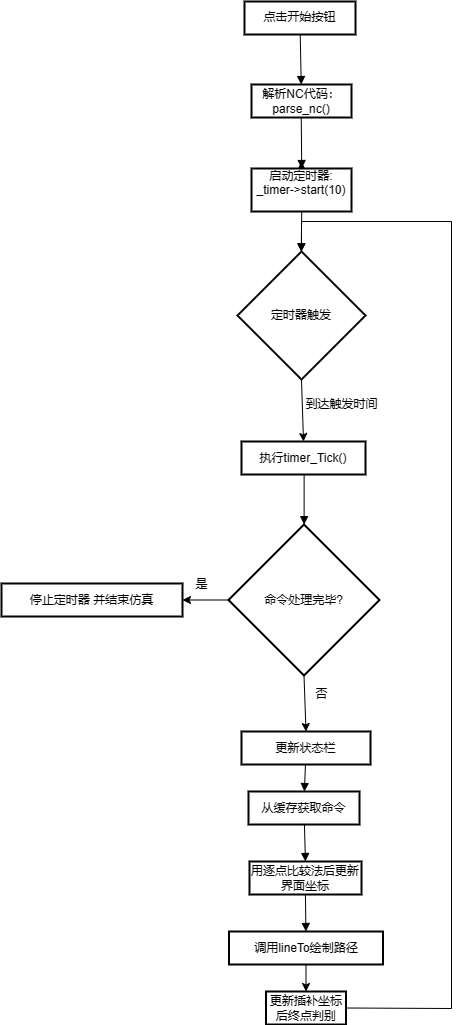 点击开始按钮
解析NC代码：
parse_nc()
启动定时器:
_timer->start(10)
定时器触发
到达触发时间
执行timer_Tick()
命令处理完毕?
是
停止定时器 并结束仿真
否
更新状态栏
从缓存获取命令
用逐点比较法后更新
界面坐标
调用lineTo绘制路径
更新插补坐标
后终点判别